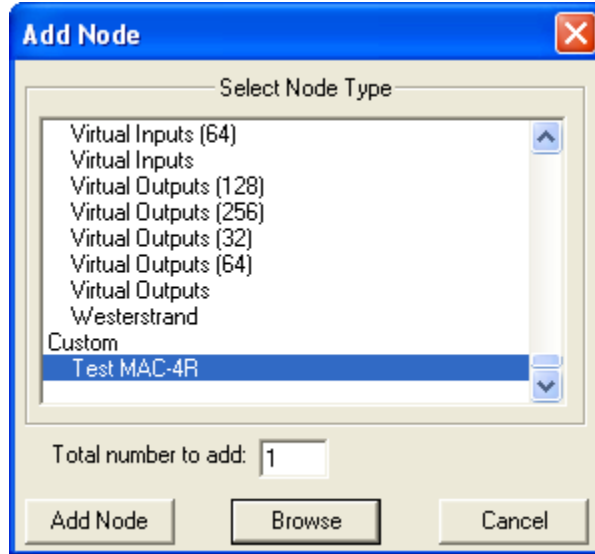 Add Node
Select Node Type
Virtual Inputs (64)
Virtual Inputs
Virtual Outputs (128)
Virtual Outputs (256)
Virtual Outputs (32)
Virtual Outputs (64)
Virtual Outputs
Westerstrand
Custom
Test MAC-4R
Total number to add: 1
Add Node Browse Cancel